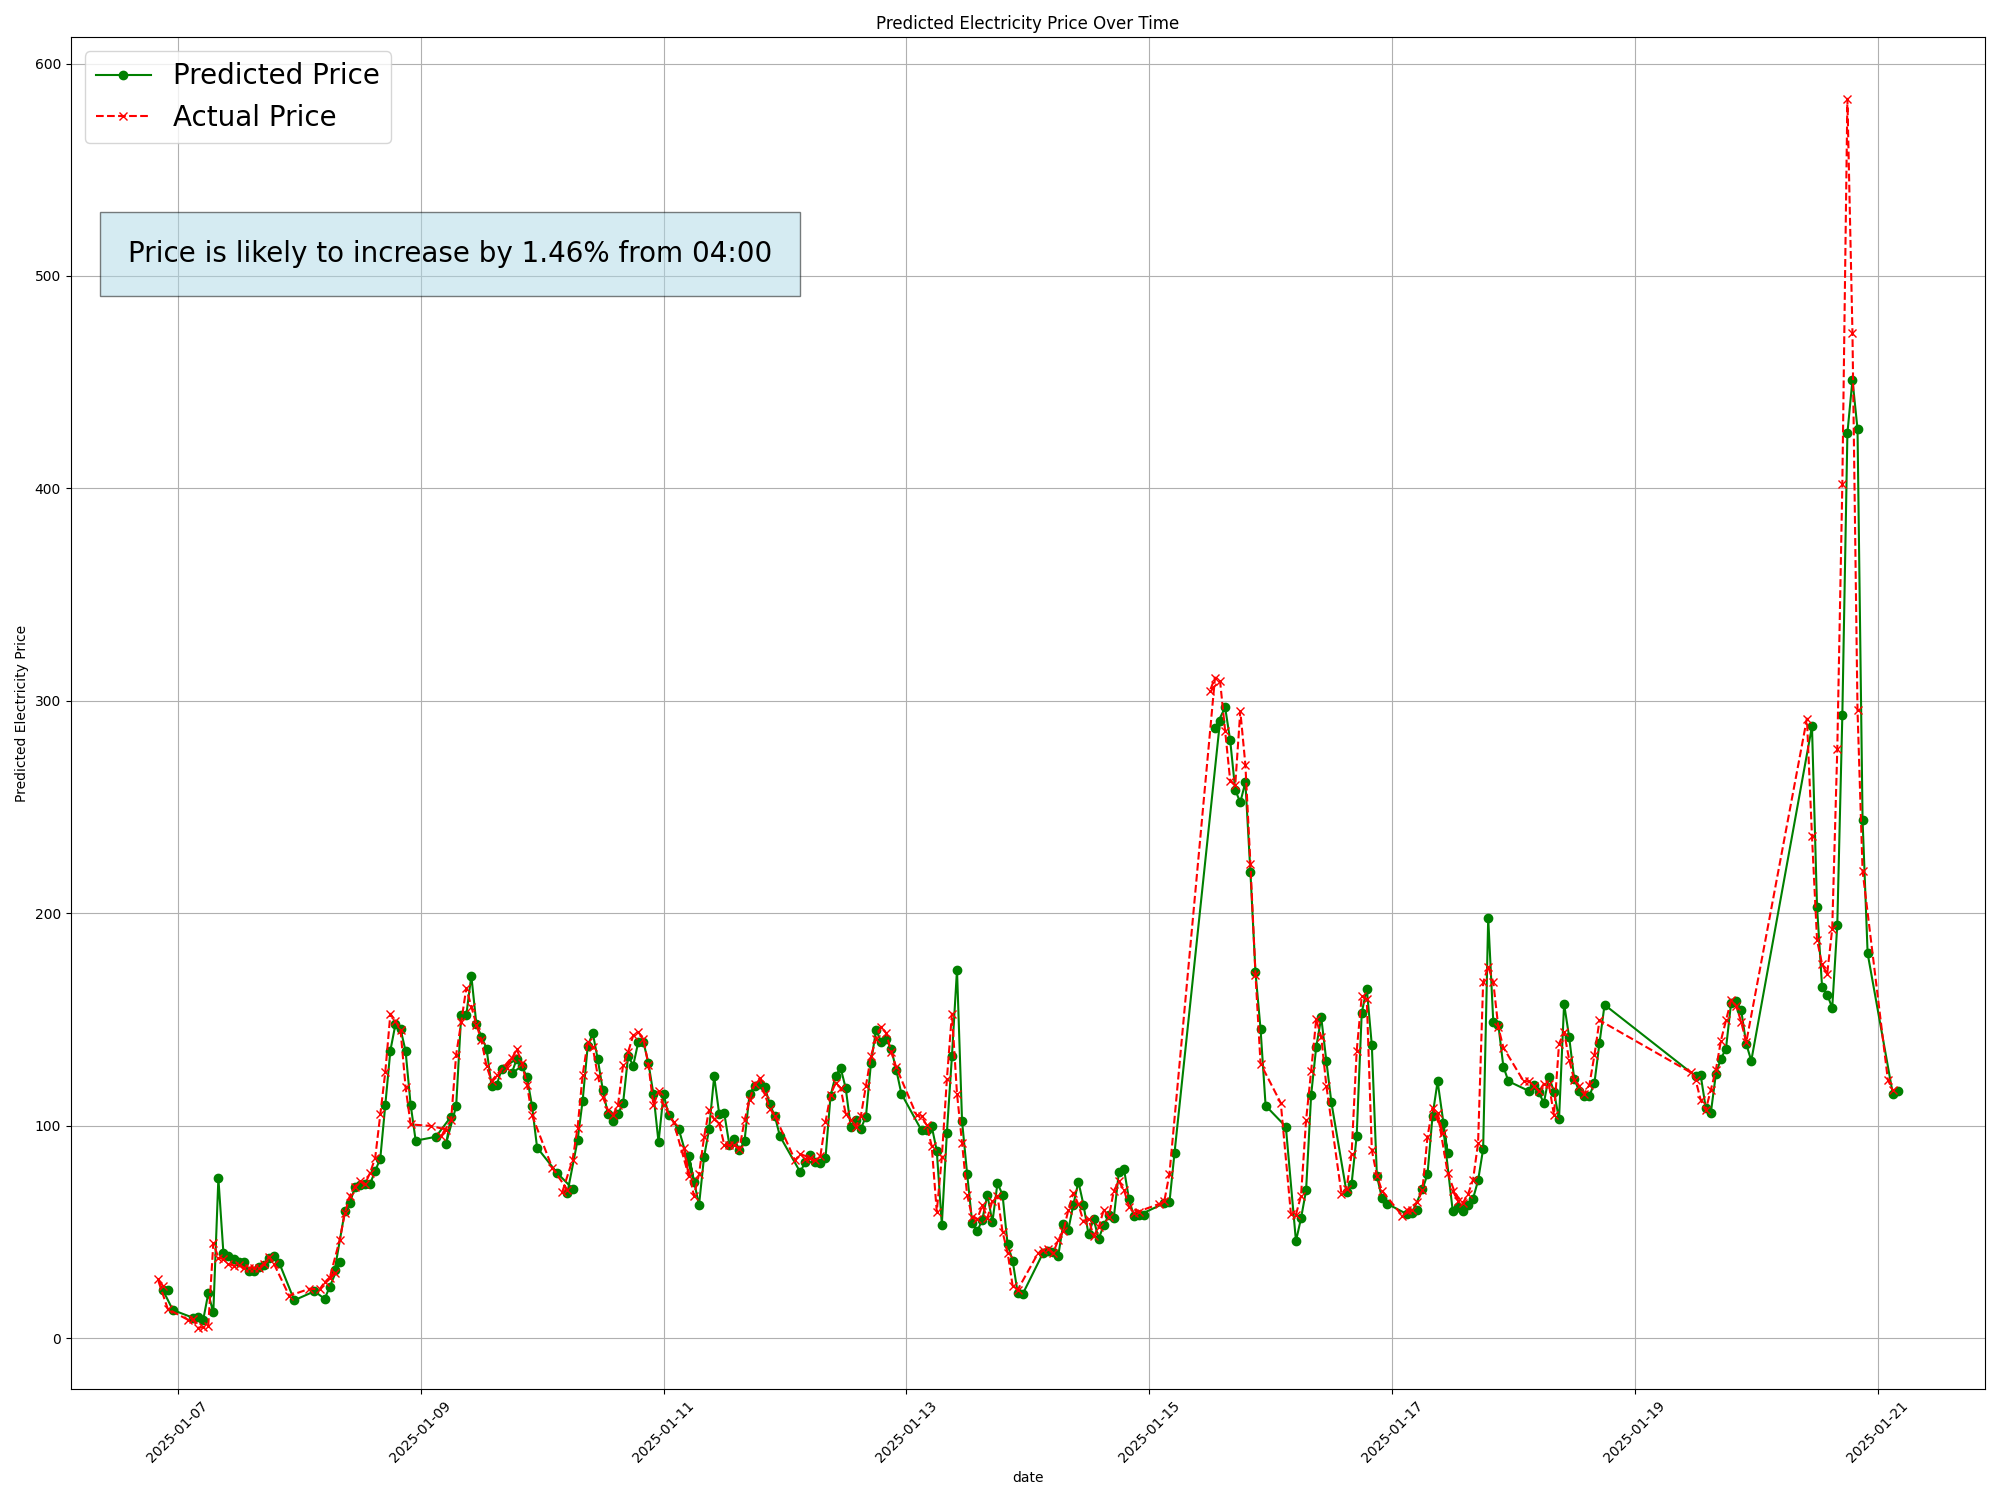 Predicted Electricity Price Over Time
Predicted Price
Actual Price
Price is likely to increase by 1.46% from 04:00
Predicted Electricity Price
600
500
400
300
200
100
0
2025-01-07
2025-01-09
2025-01-11
2025-01-13
2025-01-15
2025-01-17
2025-01-19
2025-01-21
date